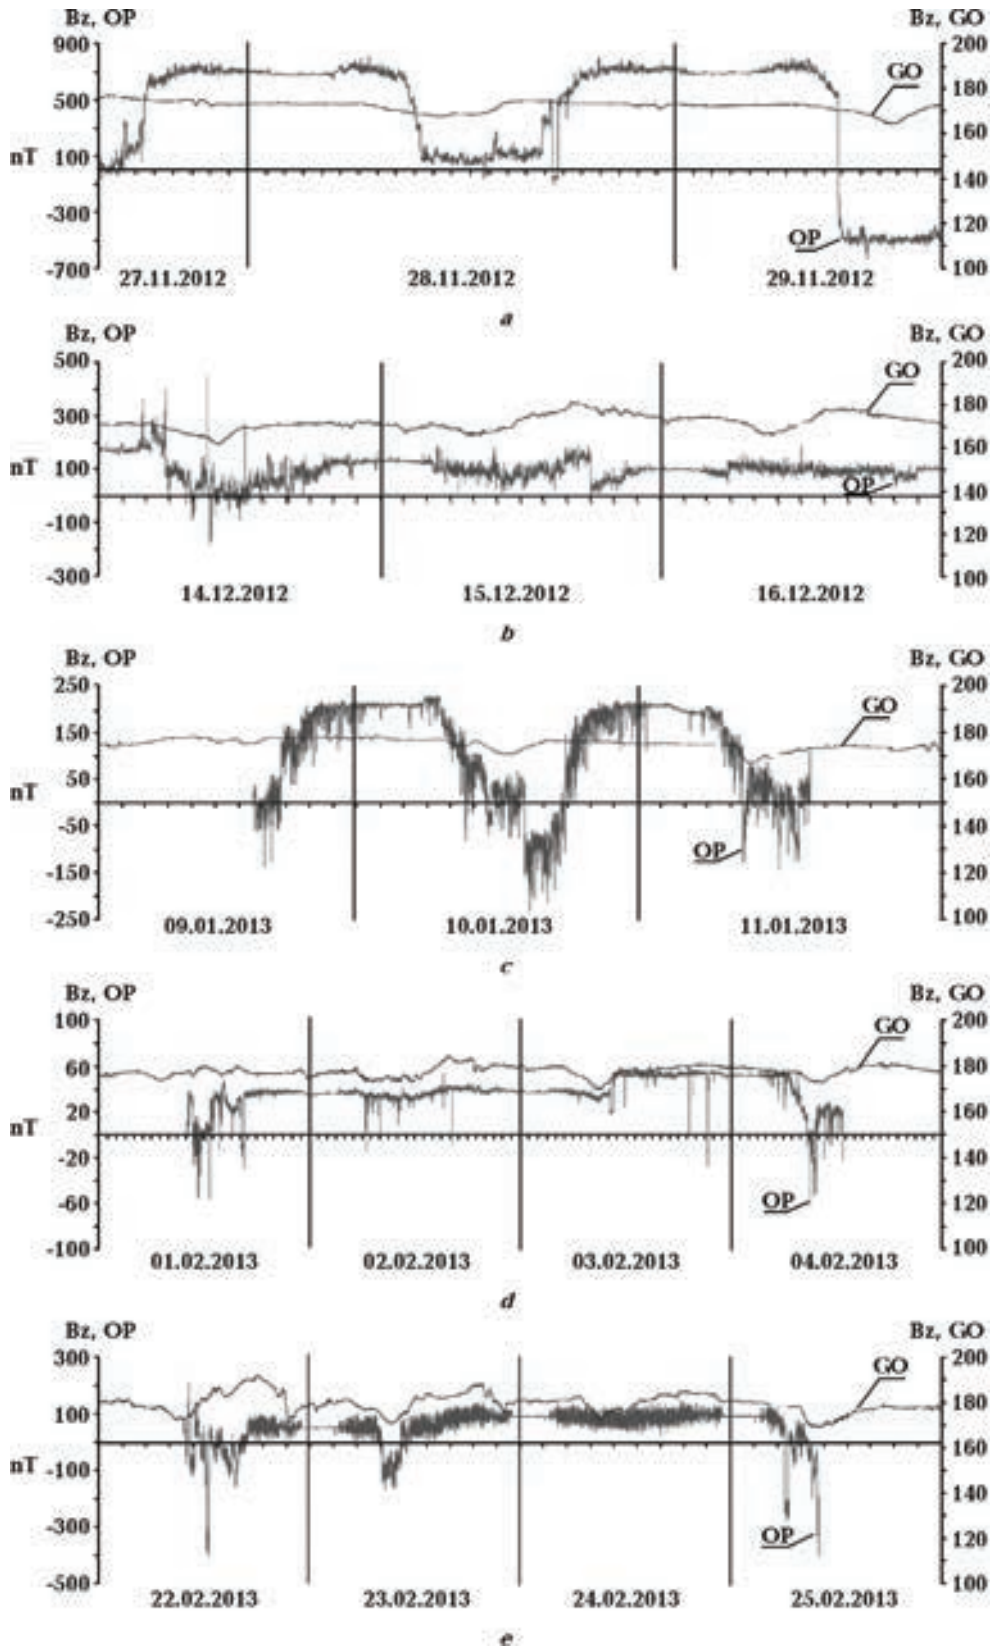 Bz, OP Bz, GO
900 200
GO
500 180
160
nT 100
140
-300
OP 120
-700 100
27.11.2012 28.11.2012 29.11.2012
a
Bz, OP Bz, GO
500 200
GO
300 180
160
nT 100
OP 140
-100
120
-300 100
14.12.2012 15.12.2012 16.12.2012
b
Bz, OP Bz, GO
250 200
GO
150 180
50 160
nT
-50 140
OP
-150 120
-250 100
09.01.2013 10.01.2013 11.01.2013
c
Bz, OP Bz, GO
100 200
GO
60 180
20 160
nT
-20 140
-60 OP 120
-100 100
01.02.2013 02.02.2013 03.02.2013 04.02.2013
d
Bz, OP Bz, GO
300 200
GO
100 180
160
nT -100
140
-300 OP 120
-500 100
22.02.2013 23.02.2013 24.02.2013 25.02.2013
e